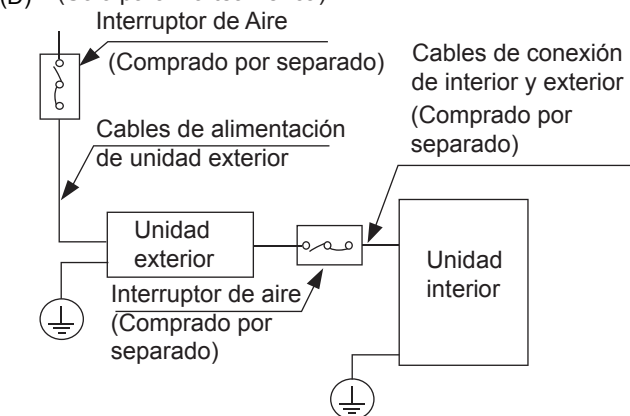 Interruptor de Aire
(Comprado por separado)
Cables de conexión
de interior y exterior
(Comprado por
separado)
Cables de alimentación
de unidad exterior
Unidad
exterior
Unidad
interior
Interruptor de aire
(Comprado por
separado)